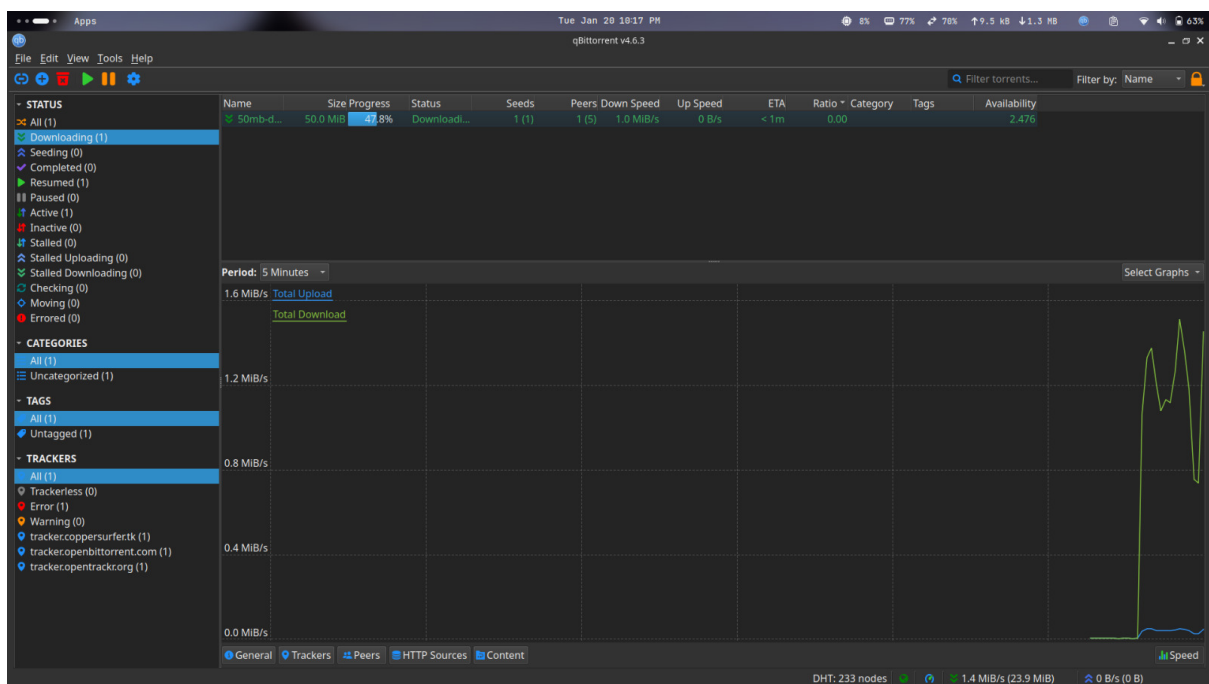 Apps Tue Jan 20 10:17 PM 8% 77% 70% ↑9.5 kB ↓1.3 MB 63%
qBittorrent v4.6.3
File Edit View Tools Help
Filter torrents... Filter by: Name
STATUS
All (1)
Downloading (1)
Seeding (0)
Completed (0)
Resumed (1)
Paused (0)
Active (1)
Inactive (0)
Stalled (0)
Stalled Uploading (0)
Stalled Downloading (0)
Checking (0)
Moving (0)
Errored (0)
CATEGORIES
All (1)
Uncategorized (1)
TAGS
All (1)
Untagged (1)
TRACKERS
All (1)
Trackerless (0)
Error (1)
Warning (0)
tracker.coppersurfer.tk (1)
tracker.openbittorrent.com (1)
tracker.opentrackr.org (1)
Name Size Progress Status Seeds Peers Down Speed Up Speed ETA Ratio Category Tags Availability
50mb-d... 50.0 MiB 47.8% Downloadi... 1 (1) 1 (5) 1.0 MiB/s 0 B/s < 1m 0.00 2.476
Period: 5 Minutes Select Graphs
1.6 MiB/s Total Upload
Total Download
1.2 MiB/s
0.8 MiB/s
0.4 MiB/s
0.0 MiB/s
General Trackers Peers HTTP Sources Content Speed
DHT: 233 nodes 1.4 MiB/s (23.9 MiB) 0 B/s (0 B)